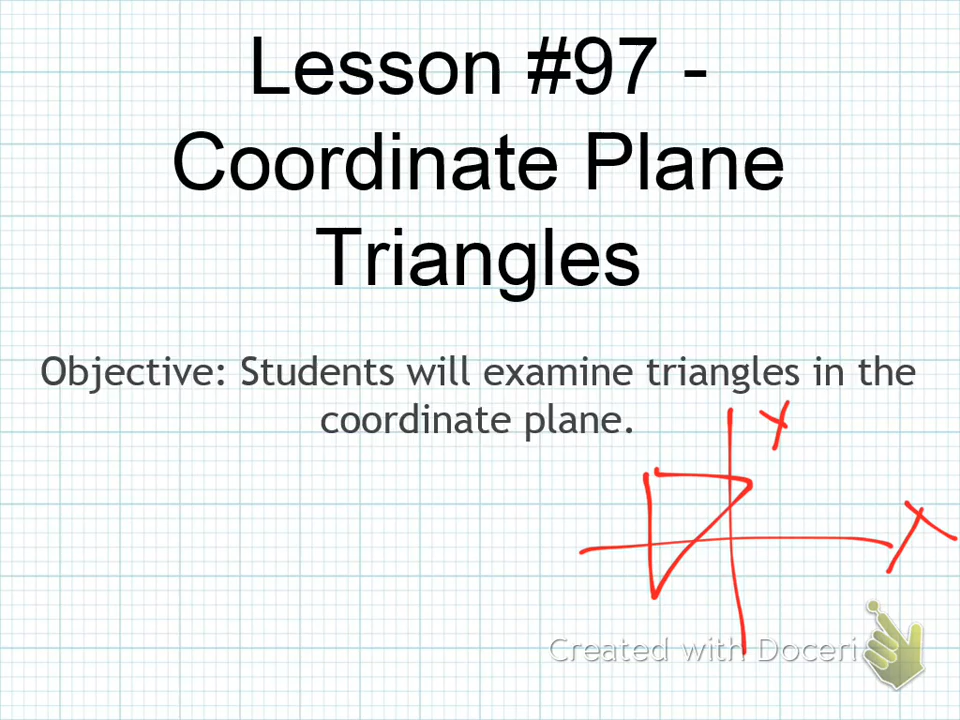 Lesson #97 -
Coordinate Plane
Triangles
Objective: Students will examine triangles in the
coordinate plane.
y
x
Created with Doceri